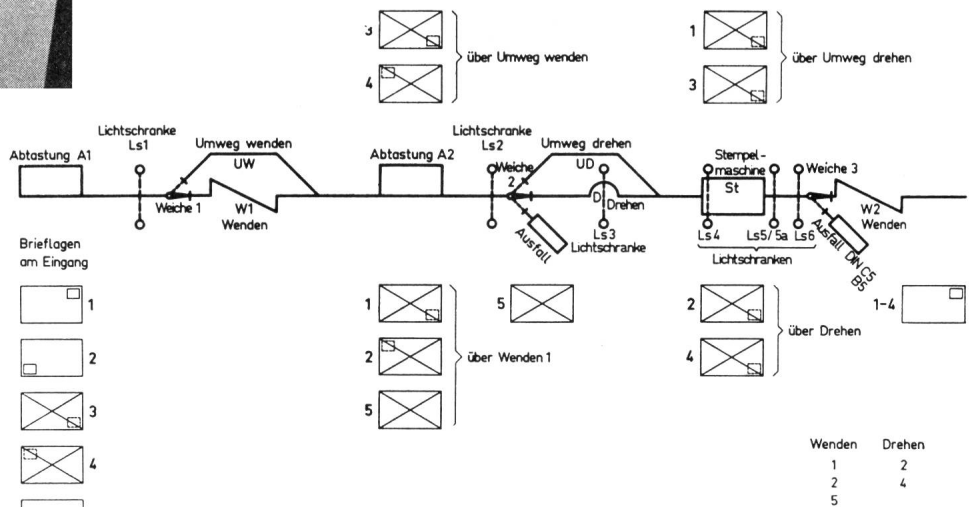 3
4
über Umweg wenden
1
3
über Umweg drehen
Lichtschranke
Ls1
Umweg wenden
UW
Abtastung A1
Weiche 1
W1
Wenden
Lichtschranke
Ls2
Abtastung A2
Weiche
2
Umweg drehen
UD
D
Drehen
Ausfall
Ls3
Lichtschranke
Stempel-
maschine
St
Ls4
Ls5/5a
Ls6
Lichtschranken
Weiche 3
W2
Wenden
Ausfall DIN C5
B5
Brieflagen
am Eingang
1
2
3
4
1
2
5
über Wenden 1
5
2
4
über Drehen
1-4
Wenden Drehen
1 2
2 4
5